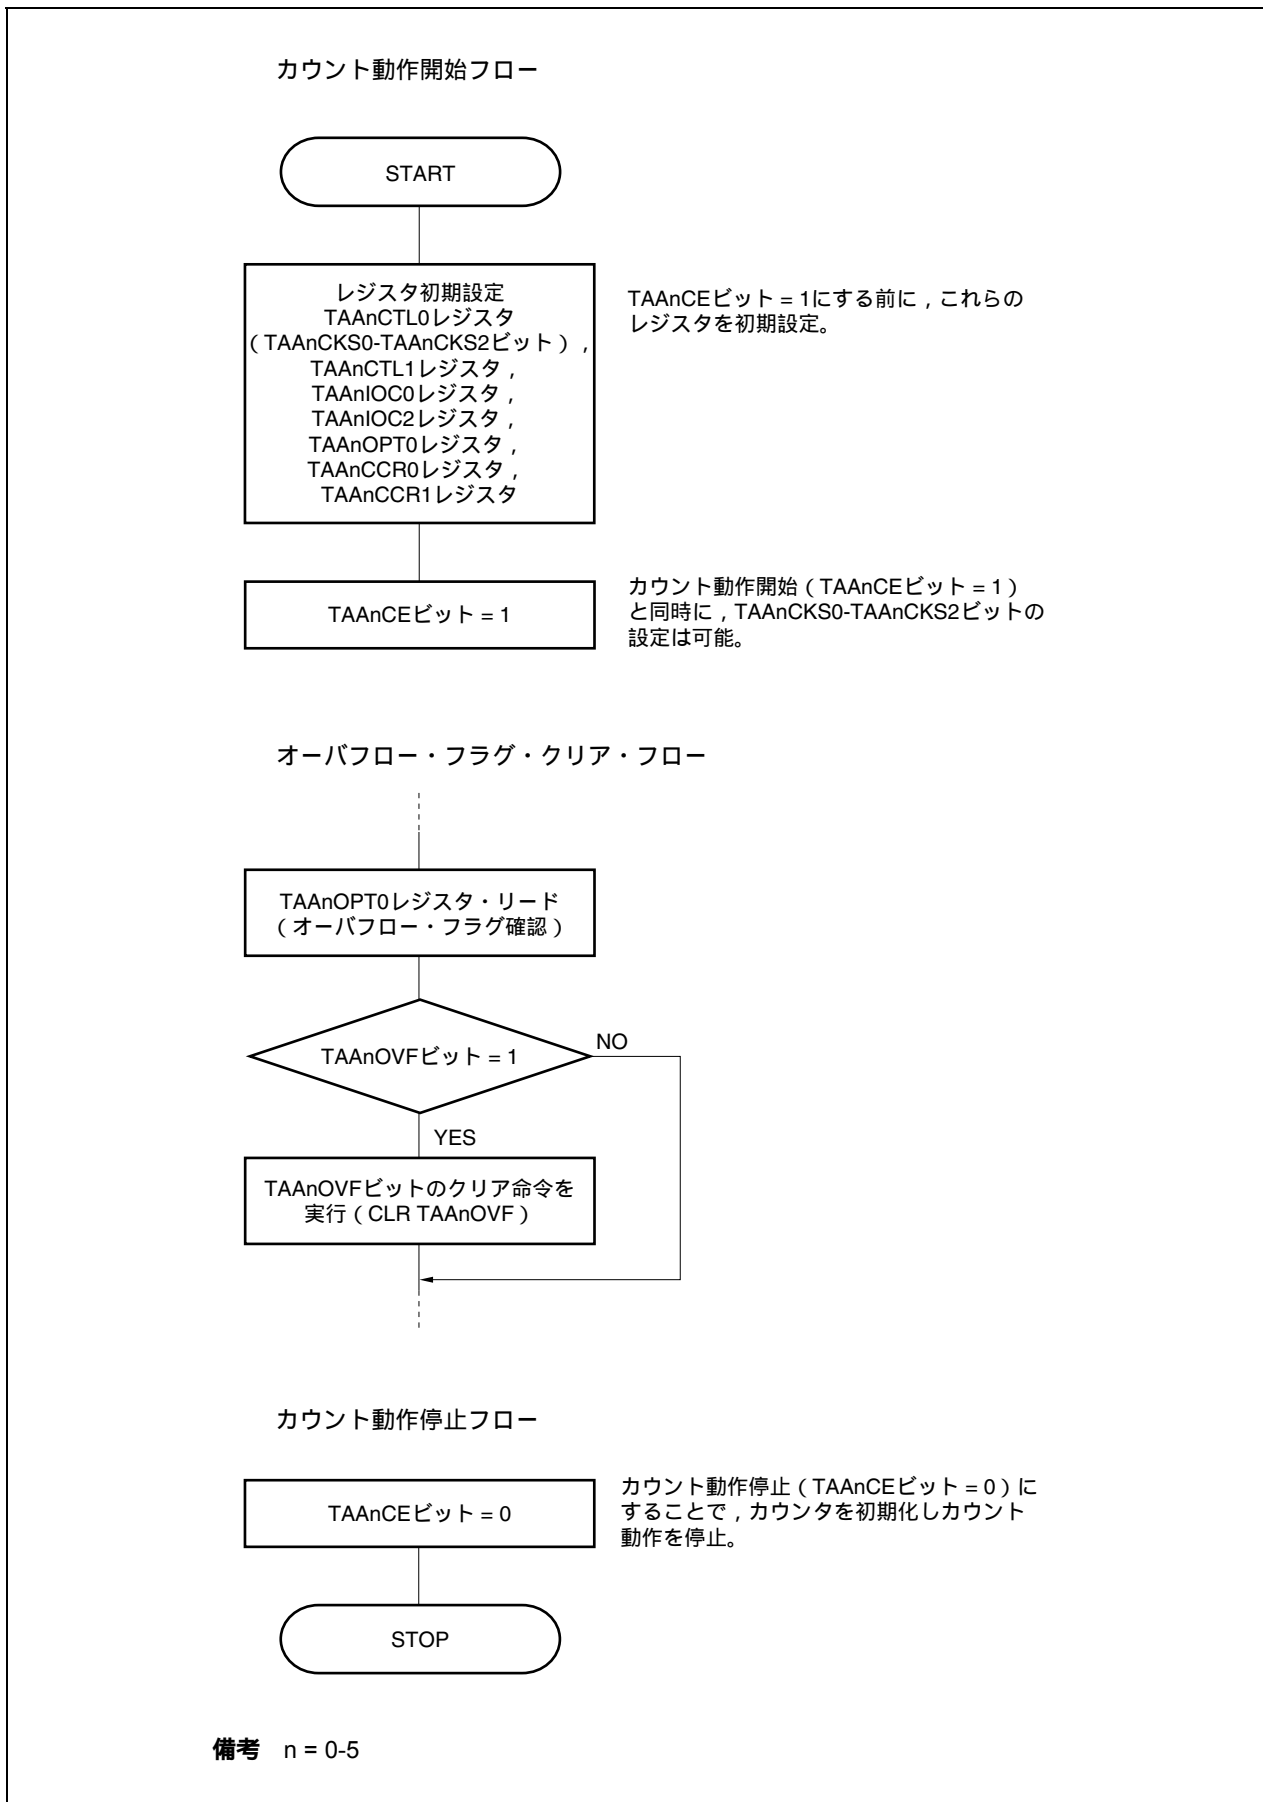 カウント動作開始フロー
START
レジスタ初期設定
TAAnCTL0レジスタ
（TAAnCKS0-TAAnCKS2ビット），
TAAnCTL1レジスタ，
TAAnIOC0レジスタ，
TAAnIOC2レジスタ，
TAAnOPT0レジスタ，
TAAnCCR0レジスタ，
TAAnCCR1レジスタ
TAAnCEビット = 1にする前に，これらの
レジスタを初期設定。
TAAnCEビット = 1
カウント動作開始（TAAnCEビット = 1）
と同時に，TAAnCKS0-TAAnCKS2ビットの
設定は可能。
オーバフロー・フラグ・クリア・フロー
TAAnOPT0レジスタ・リード
（オーバフロー・フラグ確認）
TAAnOVFビット = 1
NO
YES
TAAnOVFビットのクリア命令を
実行（CLR TAAnOVF）
カウント動作停止フロー
TAAnCEビット = 0
カウント動作停止（TAAnCEビット = 0）に
することで，カウンタを初期化しカウント
動作を停止。
STOP
備考 n = 0-5